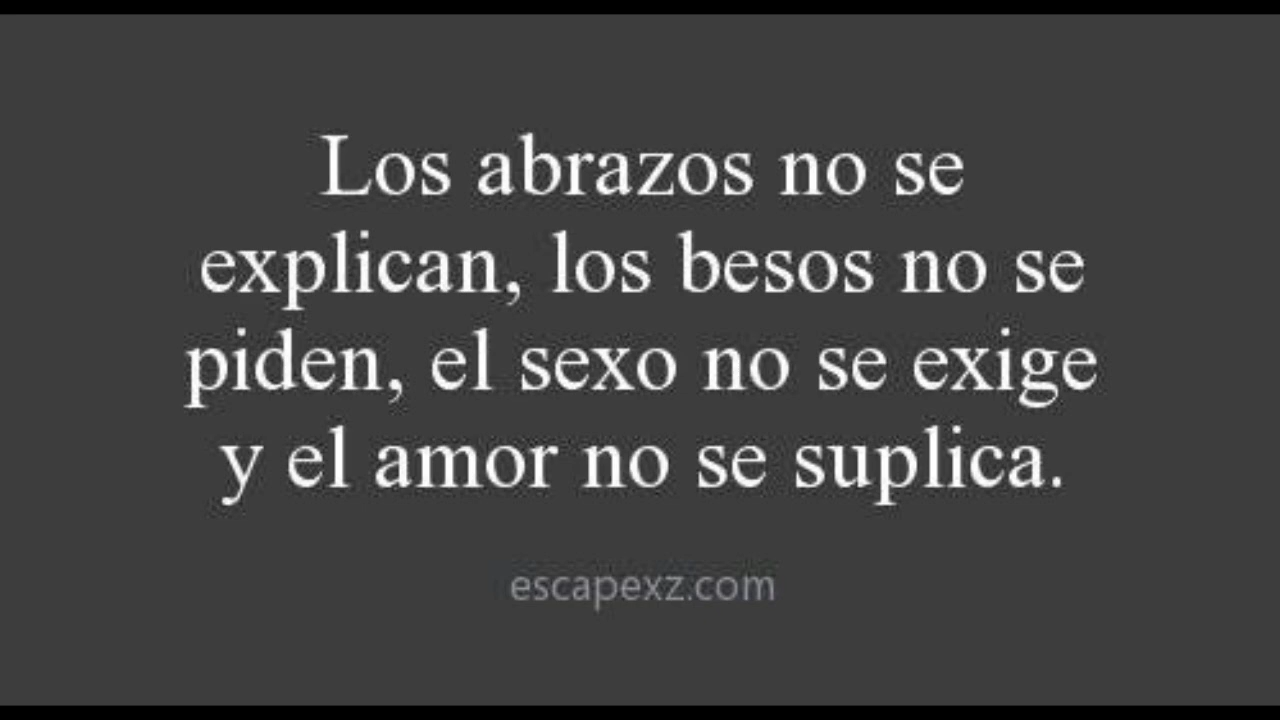 Los abrazos no se
explican, los besos no se
piden, el sexo no se exige
y el amor no se suplica.
escapexz.com